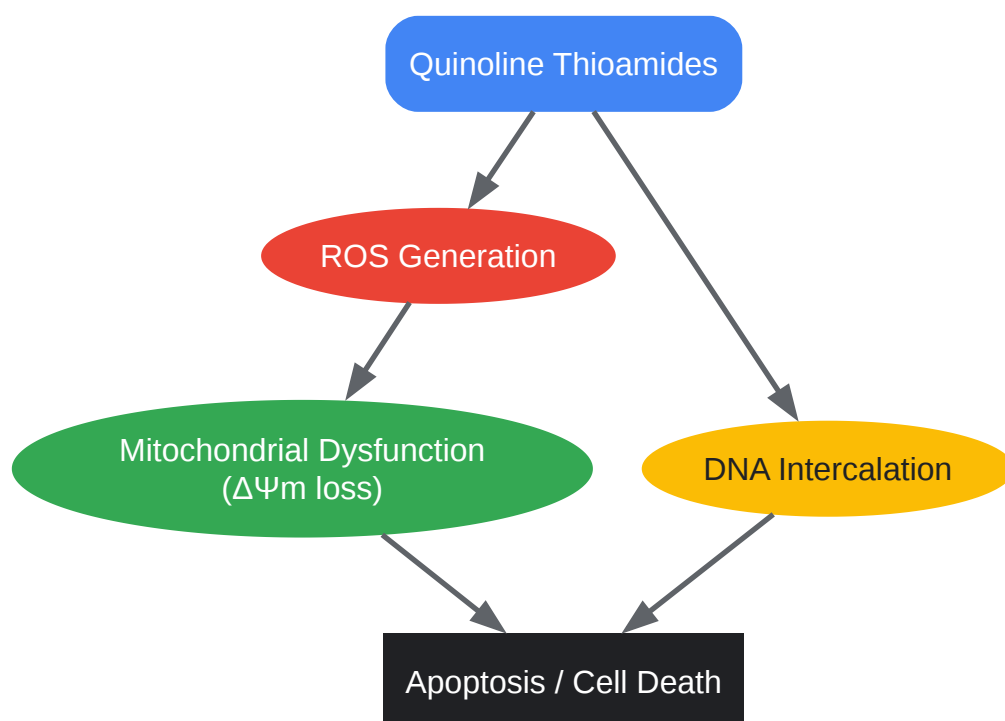 Quinoline Thioamides
ROS Generation
Mitochondrial Dysfunction
(ΔΨm loss)
DNA Intercalation
Apoptosis / Cell Death